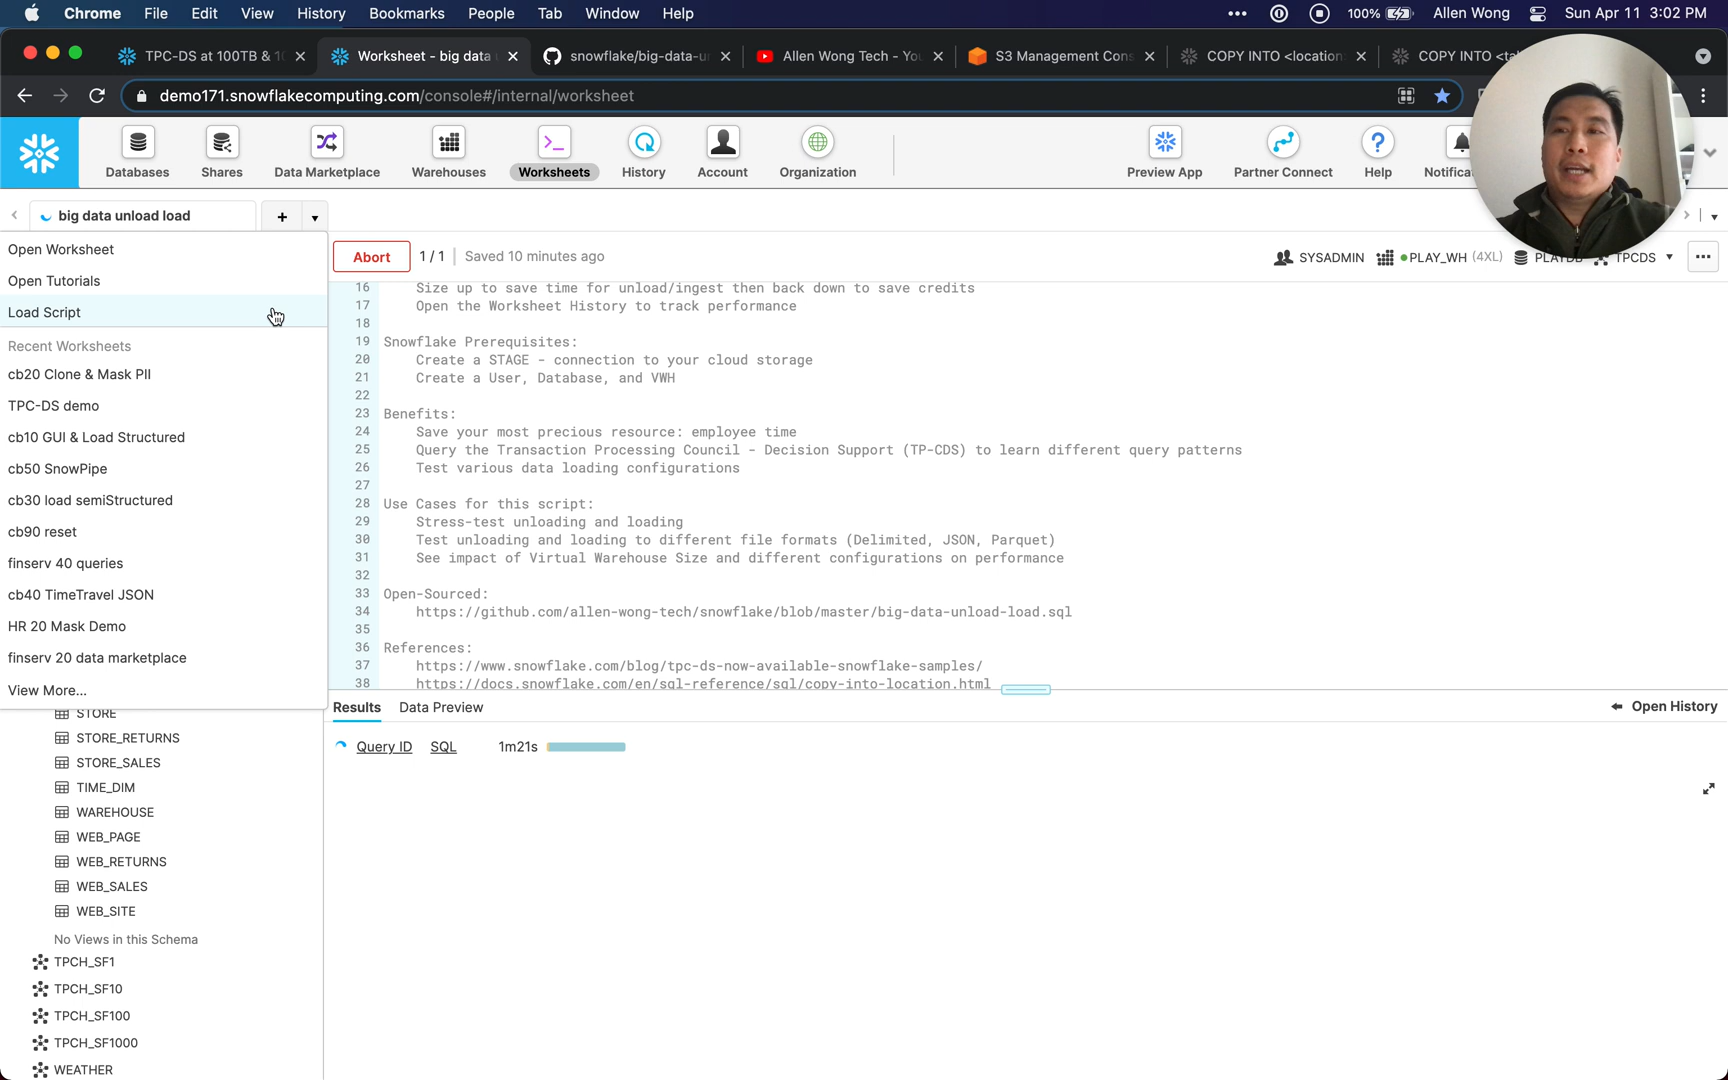 Chrome File Edit View History Bookmarks People Tab Window Help
100% Allen Wong Sun Apr 11 3:02 PM
TPC-DS at 100TB & 1
Worksheet - big data
snowflake/big-data-u
Allen Wong Tech - Yo
S3 Management Cons
COPY INTO <location>
COPY INTO <ta
demo171.snowflakecomputing.com/console#/internal/worksheet
Databases Shares Data Marketplace Warehouses Worksheets History Account Organization
Preview App Partner Connect Help Notifica
big data unload load
Open Worksheet
Open Tutorials
Load Script
Recent Worksheets
cb20 Clone & Mask PII
TPC-DS demo
cb10 GUI & Load Structured
cb50 SnowPipe
cb30 load semiStructured
cb90 reset
finserv 40 queries
cb40 TimeTravel JSON
HR 20 Mask Demo
finserv 20 data marketplace
View More...
STORE
STORE_RETURNS
STORE_SALES
TIME_DIM
WAREHOUSE
WEB_PAGE
WEB_RETURNS
WEB_SALES
WEB_SITE
No Views in this Schema
TPCH_SF1
TPCH_SF10
TPCH_SF100
TPCH_SF1000
WEATHER
Abort 1 / 1 Saved 10 minutes ago
SYSADMIN PLAY_WH (4XL) PLAYDB TPCDS
16 Size up to save time for unload/ingest then back down to save credits
17 Open the Worksheet History to track performance
18
19 Snowflake Prerequisites:
20 Create a STAGE - connection to your cloud storage
21 Create a User, Database, and VWH
22
23 Benefits:
24 Save your most precious resource: employee time
25 Query the Transaction Processing Council - Decision Support (TP-CDS) to learn different query patterns
26 Test various data loading configurations
27
28 Use Cases for this script:
29 Stress-test unloading and loading
30 Test unloading and loading to different file formats (Delimited, JSON, Parquet)
31 See impact of Virtual Warehouse Size and different configurations on performance
32
33 Open-Sourced:
34 https://github.com/allen-wong-tech/snowflake/blob/master/big-data-unload-load.sql
35
36 References:
37 https://www.snowflake.com/blog/tpc-ds-now-available-snowflake-samples/
38 https://docs.snowflake.com/en/sql-reference/sql/copy-into-location.html
Results Data Preview
Open History
Query ID SQL 1m21s